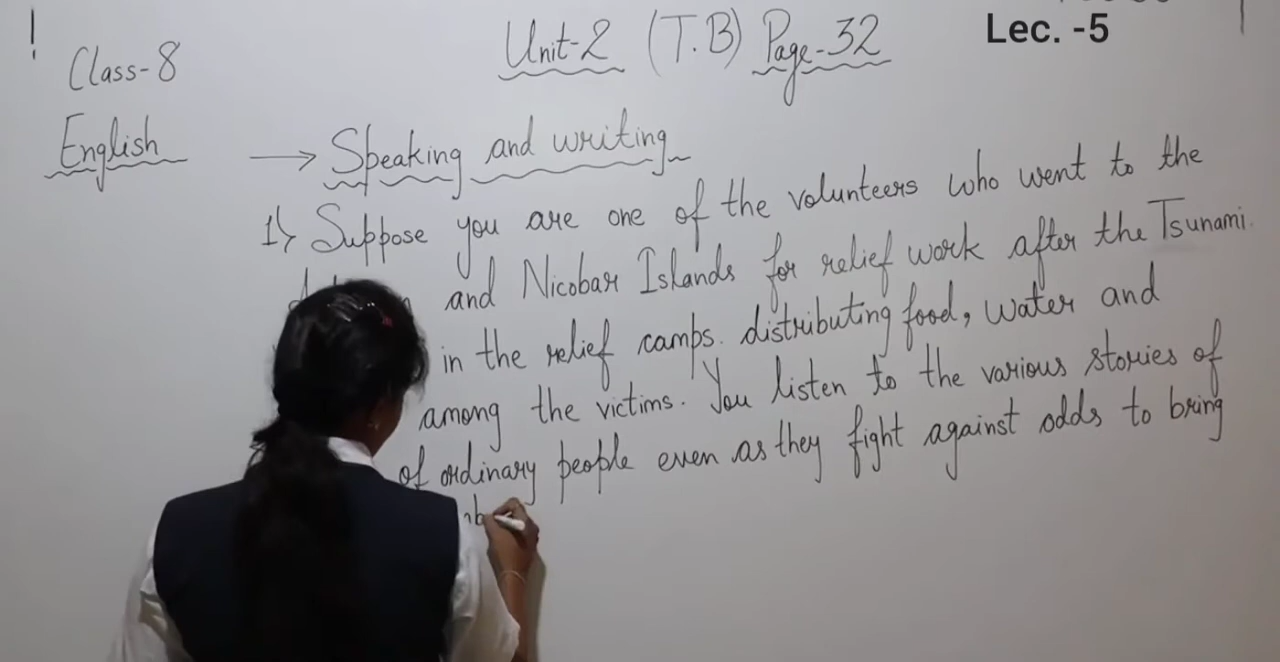 Unit-2 (T.B) Page-32
Lec. -5
Class-8
English
→ Speaking and writing
1) Suppose you are one of the volunteers who went to the
and Nicobar Islands for relief work after the Tsunami.
in the relief camps. distributing food, water and
among the victims. You listen to the various stories of
of ordinary people even as they fight against odds to bring